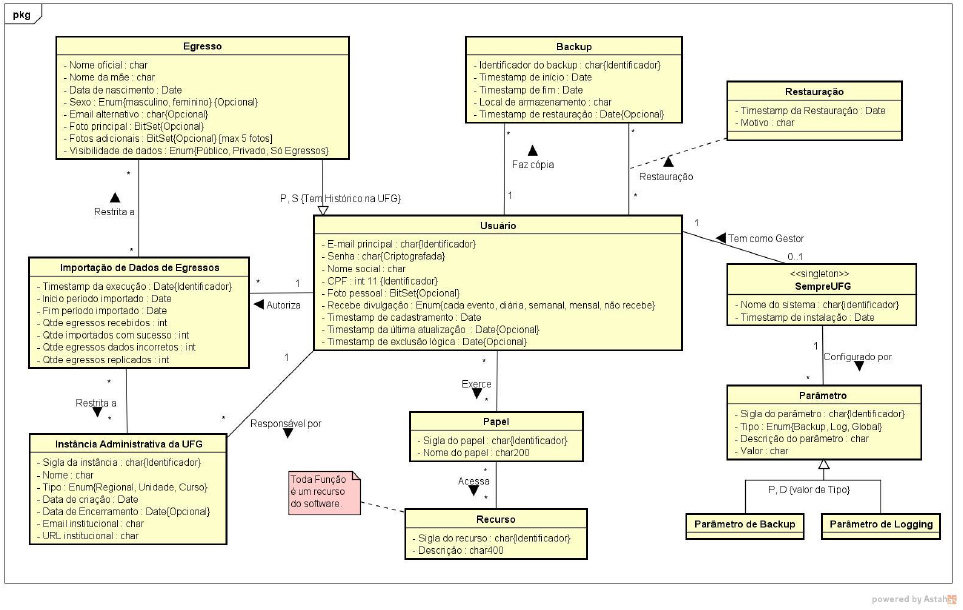 pkg
Egresso
- Nome oficial : char
- Nome da mãe : char
- Data de nascimento : Date
- Sexo : Enum{masculino, feminino} {Opcional}
- Email alternativo : char{Opcional}
- Foto principal : BitSet{Opcional}
- Fotos adicionais : BitSet{Opcional} [max 5 fotos]
- Visibilidade de dados : Enum{Público, Privado, Só Egressos}
Backup
- Identificador do backup : char{Identificador}
- Timestamp de início : Date
- Timestamp de fim : Date
- Local de armazenamento : char
- Timestamp de restauração : Date{Opcional}
Restauração
- Timestamp da Restauração : Date
- Motivo : char
*
Restrita a
*
P, S {Tem Histórico na UFG}
*
Faz cópia
1
*
Restauração
*
Usuário
- E-mail principal : char{Identificador}
- Senha : char{Criptografada}
- Nome social : char
- CPF : int 11 {Identificador}
- Foto pessoal : BitSet{Opcional}
- Recebe divulgação : Enum{cada evento, diária, semanal, mensal, não recebe}
- Timestamp de cadastramento : Date
- Timestamp da última atualização : Date{Opcional}
- Timestamp de exclusão lógica : Date{Opcional}
1
Tem como Gestor
0..1
Importação de Dados de Egressos
- Timestamp da execução : Date{Identificador}
- Início período importado : Date
- Fim período importado : Date
- Qtde egressos recebidos : int
- Qtde importados com sucesso : int
- Qtde egressos dados incorretos : int
- Qtde egressos replicados : int
*
1
Autoriza
<<singleton>>
SempreUFG
- Nome do sistema : char{Identificador}
- Timestamp de instalação : Date
1
Configurado por
*
*
Restrita a
*
1
Responsável por
*
*
Exerce
*
Parâmetro
- Sigla do parâmetro : char{Identificador}
- Tipo : Enum{Backup, Log, Global}
- Descrição do parâmetro : char
- Valor : char
Papel
- Sigla do papel : char{Identificador}
- Nome do papel : char200
Instância Administrativa da UFG
- Sigla da instância : char{Identificador}
- Nome : char
- Tipo : Enum{Regional, Unidade, Curso}
- Data de criação : Date
- Data de Encerramento : Date{Opcional}
- Email institucional : char
- URL institucional : char
*
Acessa
*
Toda Função
é um recurso
do software.
P, D {valor de Tipo}
Recurso
- Sigla do recurso : char{Identificador}
- Descrição : char400
Parâmetro de Backup
Parâmetro de Logging
powered by Astah